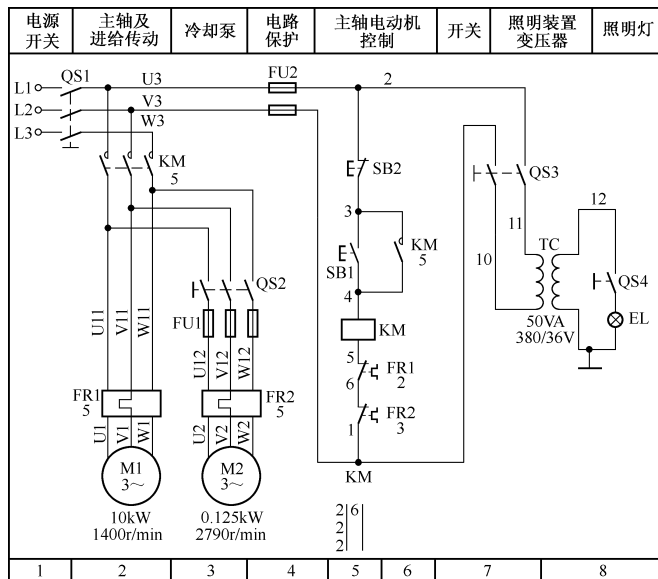 电源
开关
主轴及
进给传动
冷却泵
电路
保护
主轴电动机
控制
开关
照明装置
变压器
照明灯
L1
QS1
U3
FU2
2
L2
V3
L3
W3
KM
5
SB2
QS3
3
12
11
TC
KM
5
SB1
10
QS2
QS4
4
FU1
U11
V11
W11
KM
50VA
380/36V
EL
U12
V12
W12
5
6
FR1
2
FR1
5
FR2
5
FR2
3
1
U1
V1
W1
U2
V2
W2
M1
3~
M2
3~
KM
10kW
1400r/min
0.125kW
2790r/min
2 6
2
2
1
2
3
4
5
6
7
8